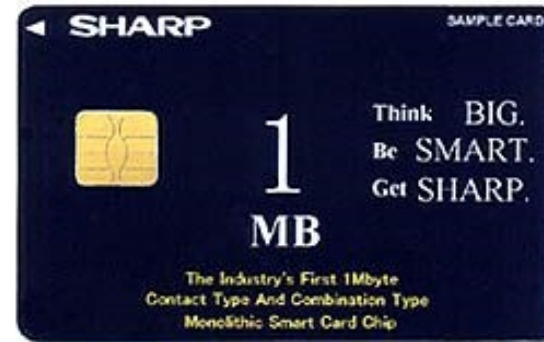 SHARP
SAMPLE CARD
1
MB
Think BIG.
Be SMART.
Get SHARP.
The Industry's First 1Mbyte
Contact Type And Combination Type
Monolithic Smart Card Chip